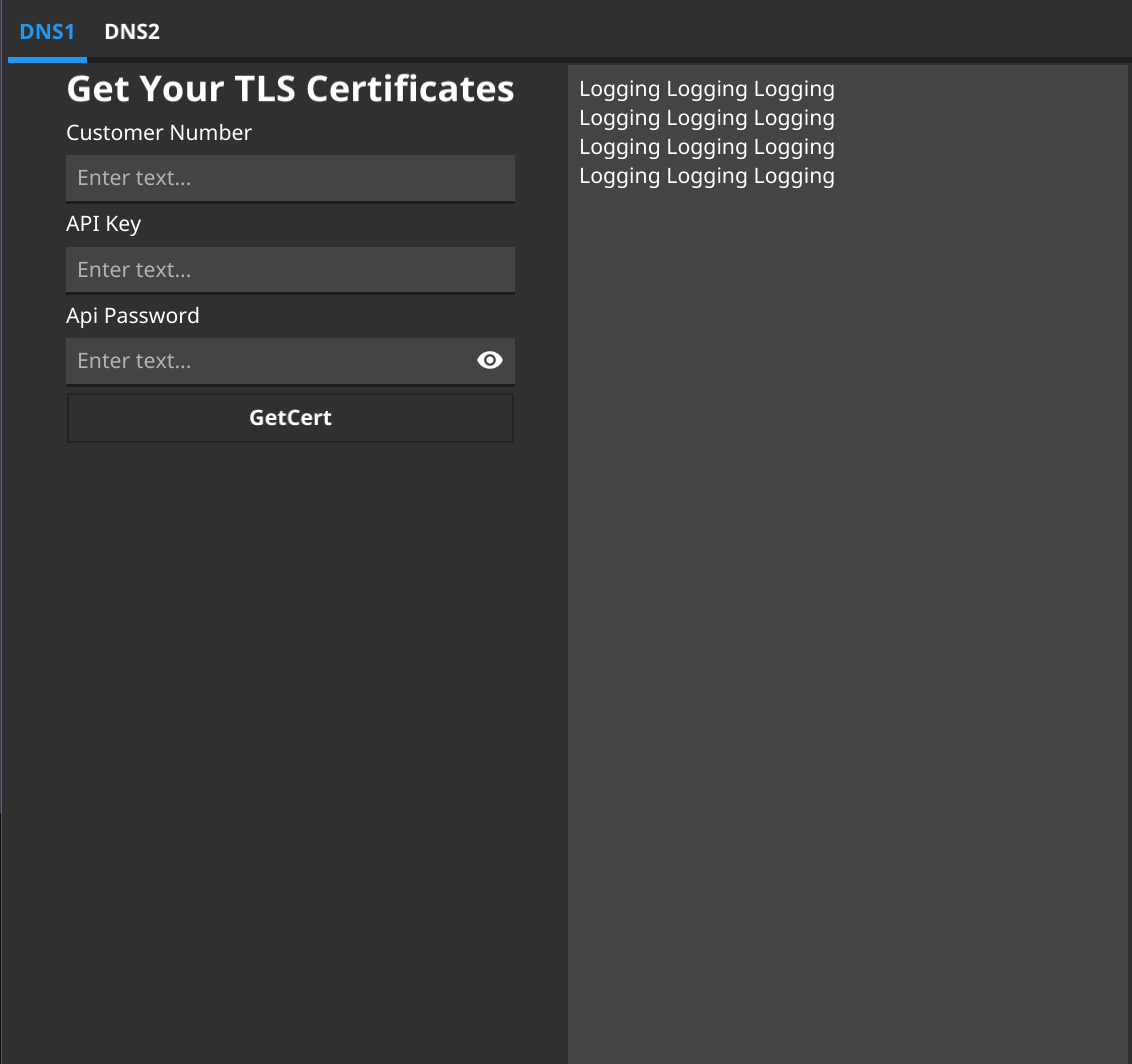 DNS1 DNS2
Get Your TLS Certificates
Customer Number
Enter text...
API Key
Enter text...
Api Password
Enter text...
GetCert
Logging Logging Logging
Logging Logging Logging
Logging Logging Logging
Logging Logging Logging